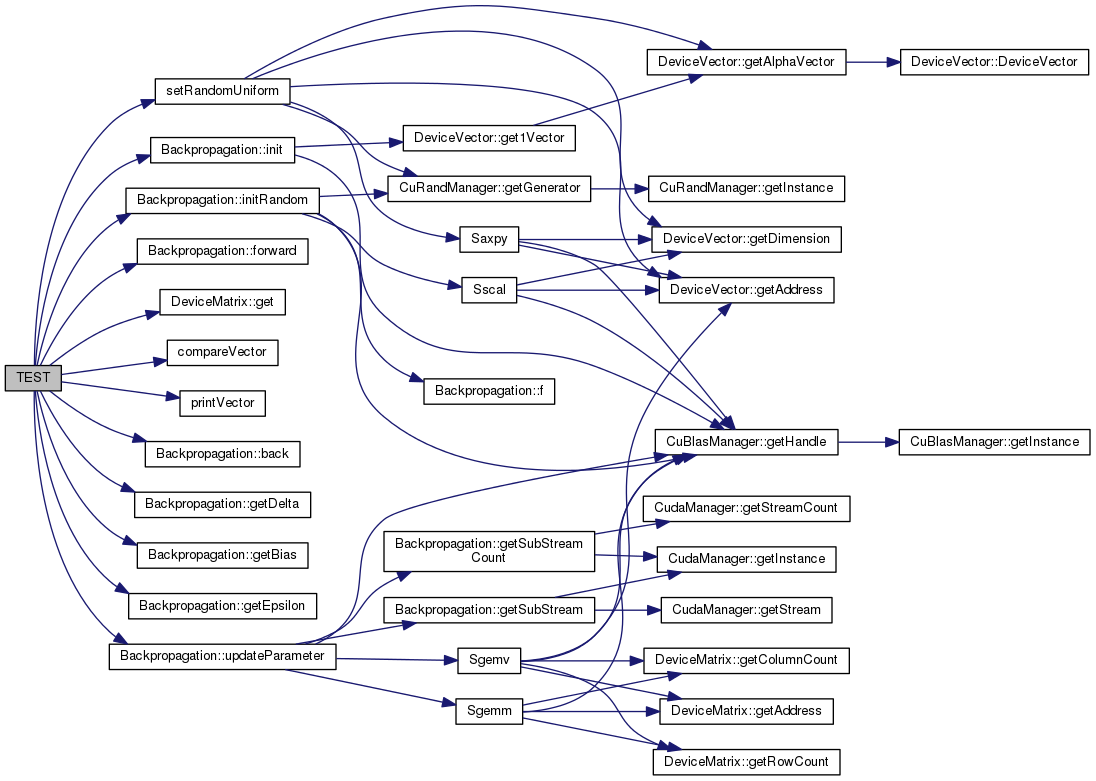 TEST
setRandomUniform
Backpropagation::init
Backpropagation::initRandom
Backpropagation::forward
DeviceMatrix::get
compareVector
printVector
Backpropagation::back
Backpropagation::getDelta
Backpropagation::getBias
Backpropagation::getEpsilon
Backpropagation::updateParameter
DeviceVector::get1Vector
CuRandManager::getGenerator
Saxpy
Sscal
Backpropagation::f
Backpropagation::getSubStream
Count
Backpropagation::getSubStream
Sgemv
Sgemm
DeviceVector::getAlphaVector
CuRandManager::getInstance
DeviceVector::getDimension
DeviceVector::getAddress
CuBlasManager::getHandle
CudaManager::getStreamCount
CudaManager::getInstance
CudaManager::getStream
DeviceMatrix::getColumnCount
DeviceMatrix::getAddress
DeviceMatrix::getRowCount
DeviceVector::DeviceVector
CuBlasManager::getInstance